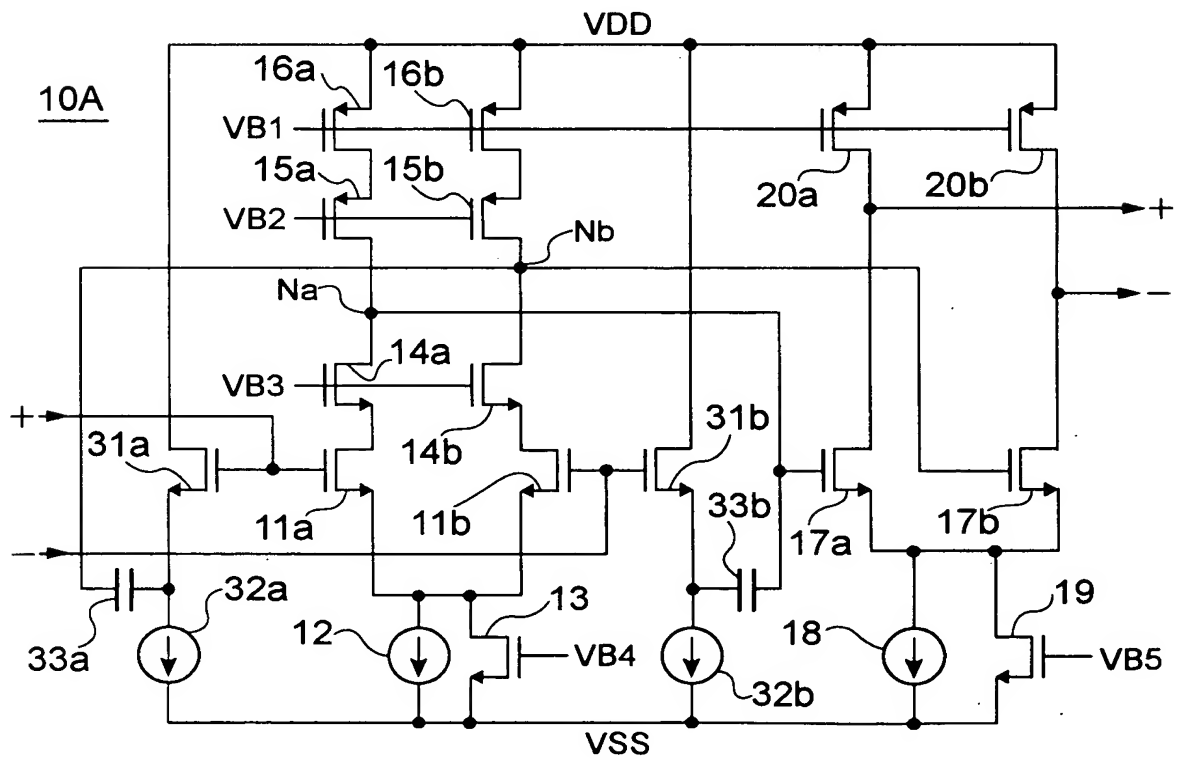 VDD
16a
16b
10A
VB1
15a
15b
20a
20b
VB2
+
Nb
Na
−
14a
VB3
+
31a
14b
31b
11a
11b
33b
17a
17b
−
32a
13
19
12
18
33a
VB4
VB5
32b
VSS